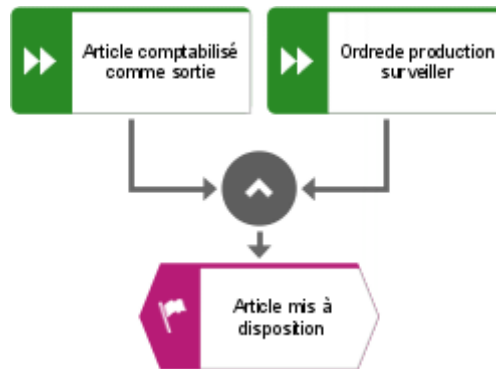 Article comptabilisé
comme sortie
Ordrede production
surveiller
Article mis à
disposition